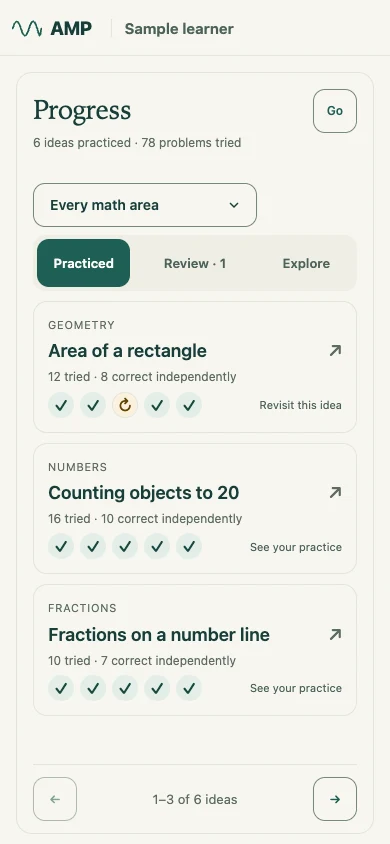 AMP Sample learner
Progress
Go
6 ideas practiced · 78 problems tried
Every math area
Practiced Review · 1 Explore
GEOMETRY
Area of a rectangle
12 tried · 8 correct independently
Revisit this idea
NUMBERS
Counting objects to 20
16 tried · 10 correct independently
See your practice
FRACTIONS
Fractions on a number line
10 tried · 7 correct independently
See your practice
1–3 of 6 ideas